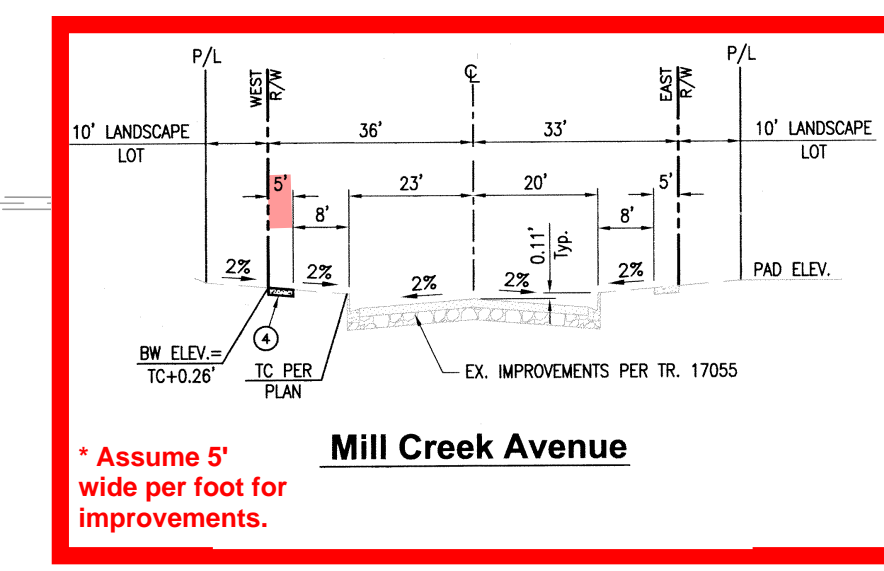 P/L
WEST
R/W
℄
EAST
R/W
P/L
10' LANDSCAPE
LOT
36'
33'
10' LANDSCAPE
LOT
5'
8'
23'
20'
5'
8'
0.11'
Typ.
2%
2%
2%
2%
2%
PAD ELEV.
4
BW ELEV.=
TC+0.26'
TC PER
PLAN
EX. IMPROVEMENTS PER TR. 17055
Mill Creek Avenue
* Assume 5'
wide per foot for
improvements.